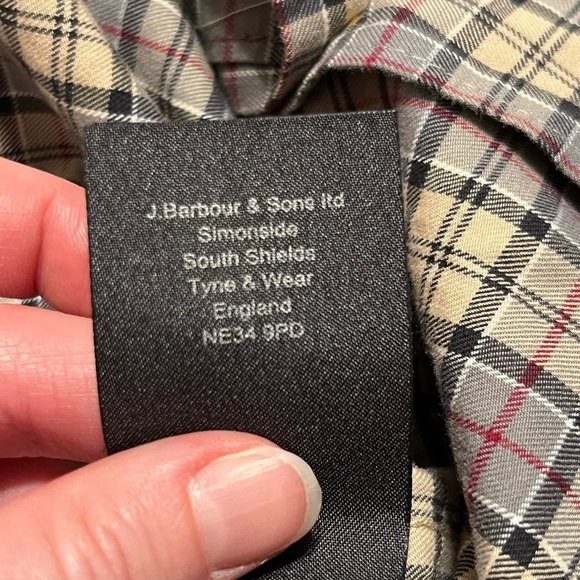 J.Barbour & Sons ltd
Simonside
South Shields
Tyne & Wear
England
NE34 9PD